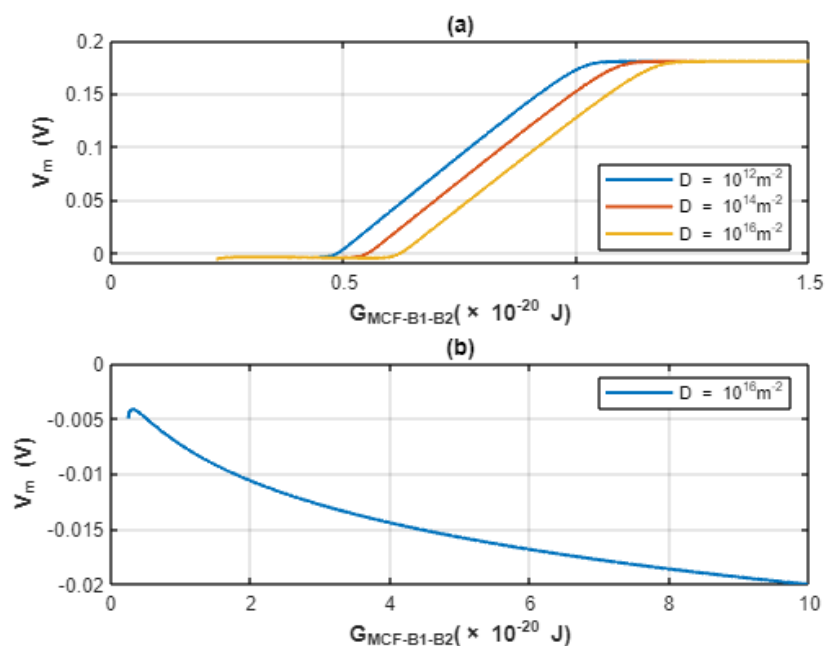 (a)
0.2
0.15
0.1
0.05
0
V_m (V)
D = 10^12 m^-2
D = 10^14 m^-2
D = 10^16 m^-2
0 0.5 1 1.5
G_MCF-B1-B2(× 10^-20 J)
(b)
0
-0.005
-0.01
-0.015
-0.02
V_m (V)
D = 10^16 m^-2
0 2 4 6 8 10
G_MCF-B1-B2(× 10^-20 J)